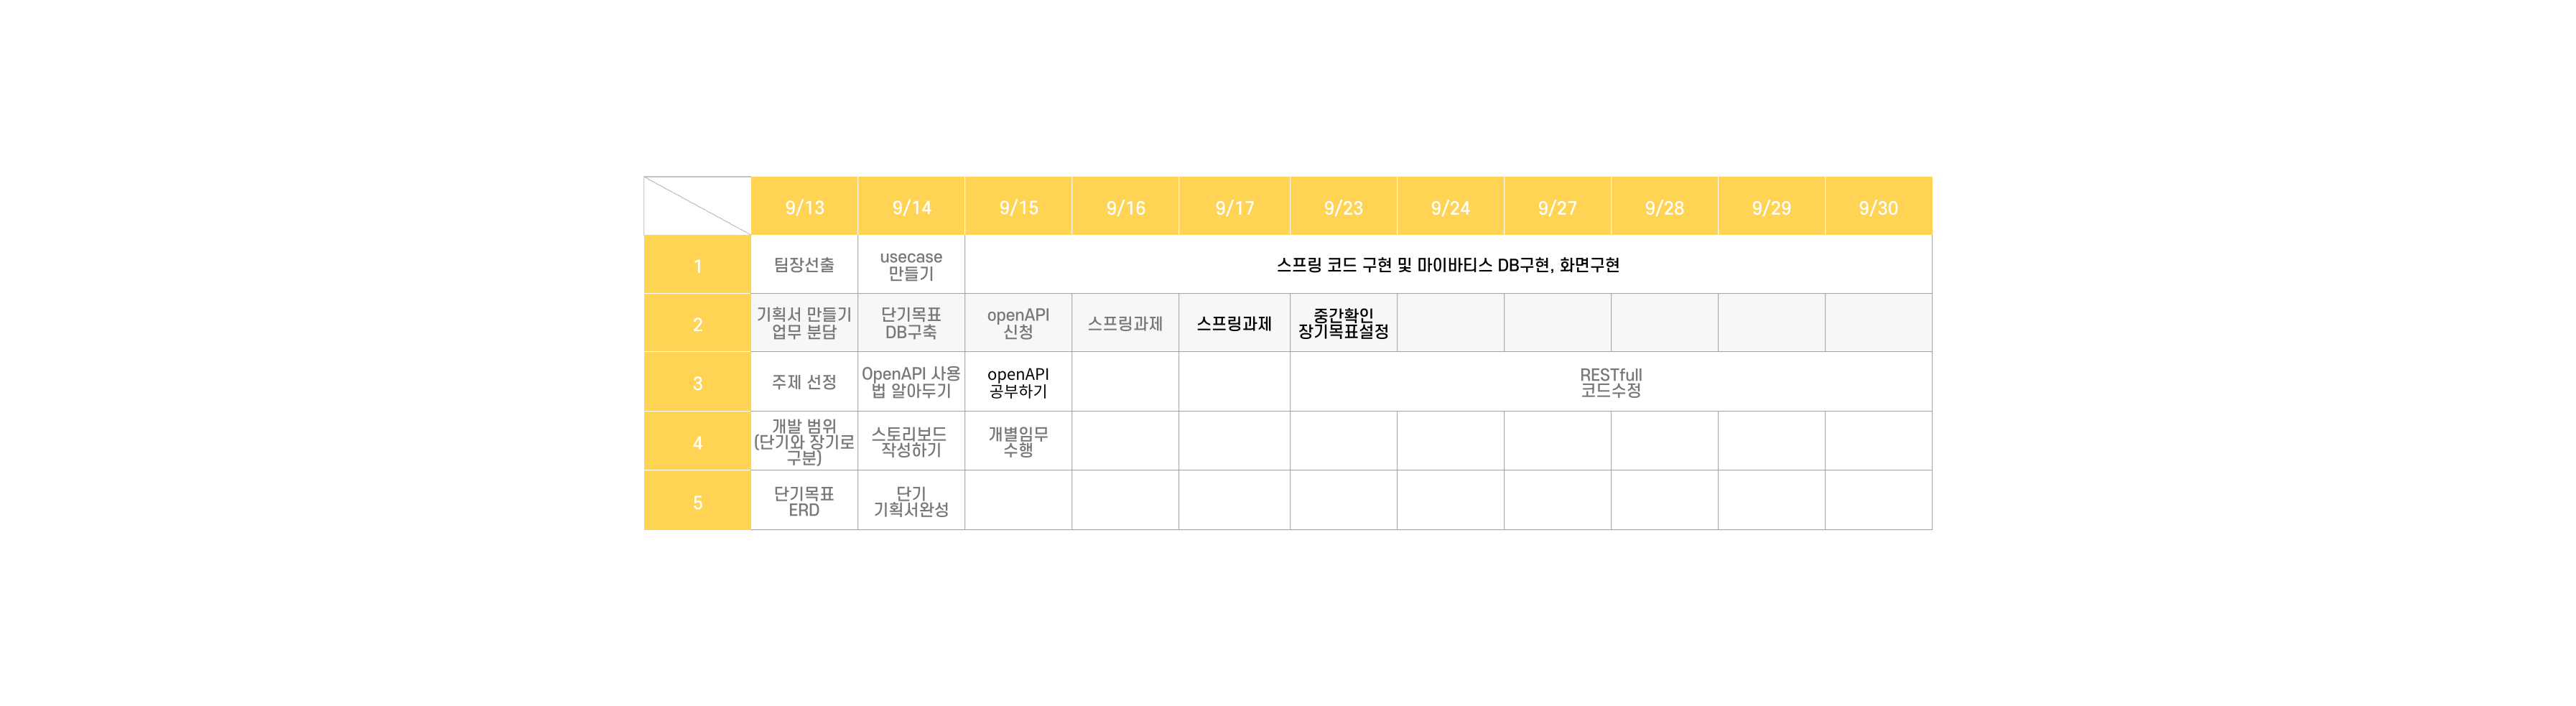 9/13 9/14 9/15 9/16 9/17 9/23 9/24 9/27 9/28 9/29 9/30
1
팀장선출
usecase
만들기
스프링 코드 구현 및 마이바티스 DB구현, 화면구현
2
기획서 만들기
업무 분담
단기목표
DB구축
openAPI
신청
스프링과제
스프링과제
중간확인
장기목표설정
3
주제 선정
OpenAPI 사용
법 알아두기
openAPI
공부하기
RESTfull
코드수정
4
개발 범위
(단기와 장기로
구분)
스토리보드
작성하기
개별임무
수행
5
단기목표
ERD
단기
기획서완성